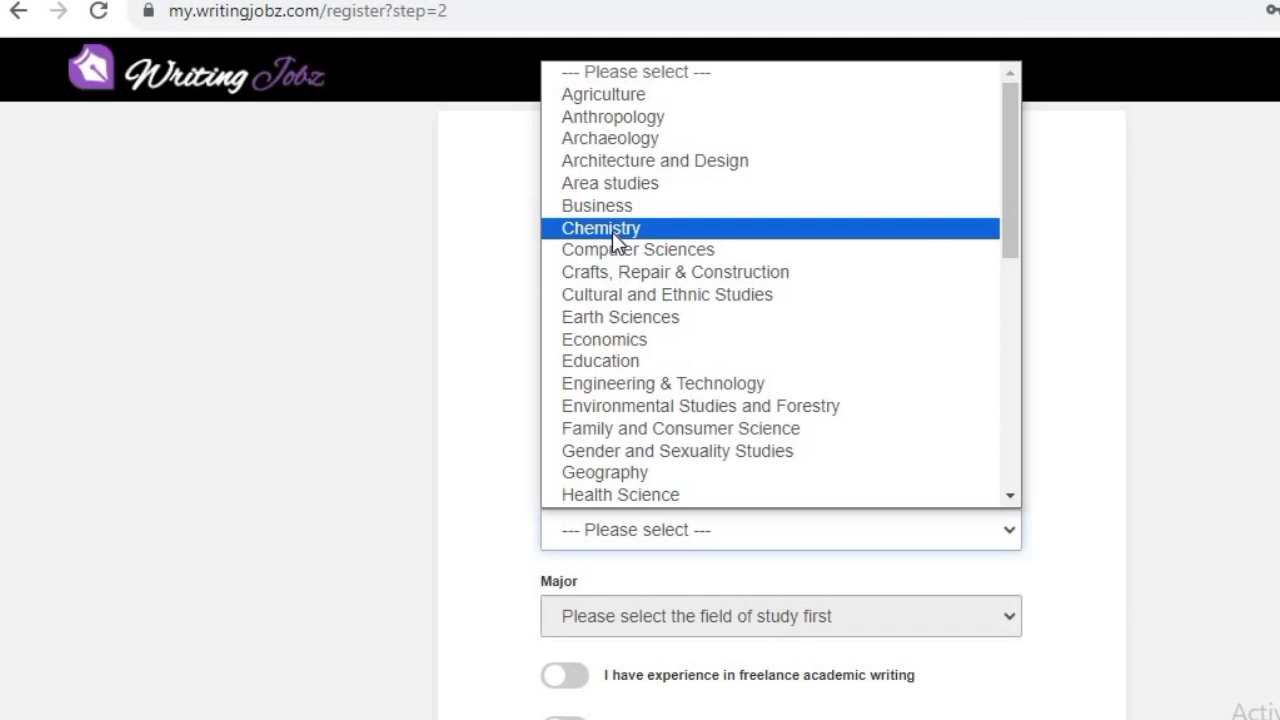 my.writingjobz.com/register?step=2
Writing Jobz
--- Please select ---
Agriculture
Anthropology
Archaeology
Architecture and Design
Area studies
Business
Chemistry
Computer Sciences
Crafts, Repair & Construction
Cultural and Ethnic Studies
Earth Sciences
Economics
Education
Engineering & Technology
Environmental Studies and Forestry
Family and Consumer Science
Gender and Sexuality Studies
Geography
Health Science
--- Please select ---
Major
Please select the field of study first
I have experience in freelance academic writing